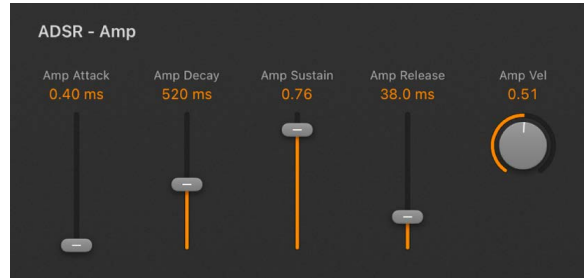 ADSR - Amp
Amp Attack Amp Decay Amp Sustain Amp Release Amp Vel
0.40 ms 520 ms 0.76 38.0 ms 0.51